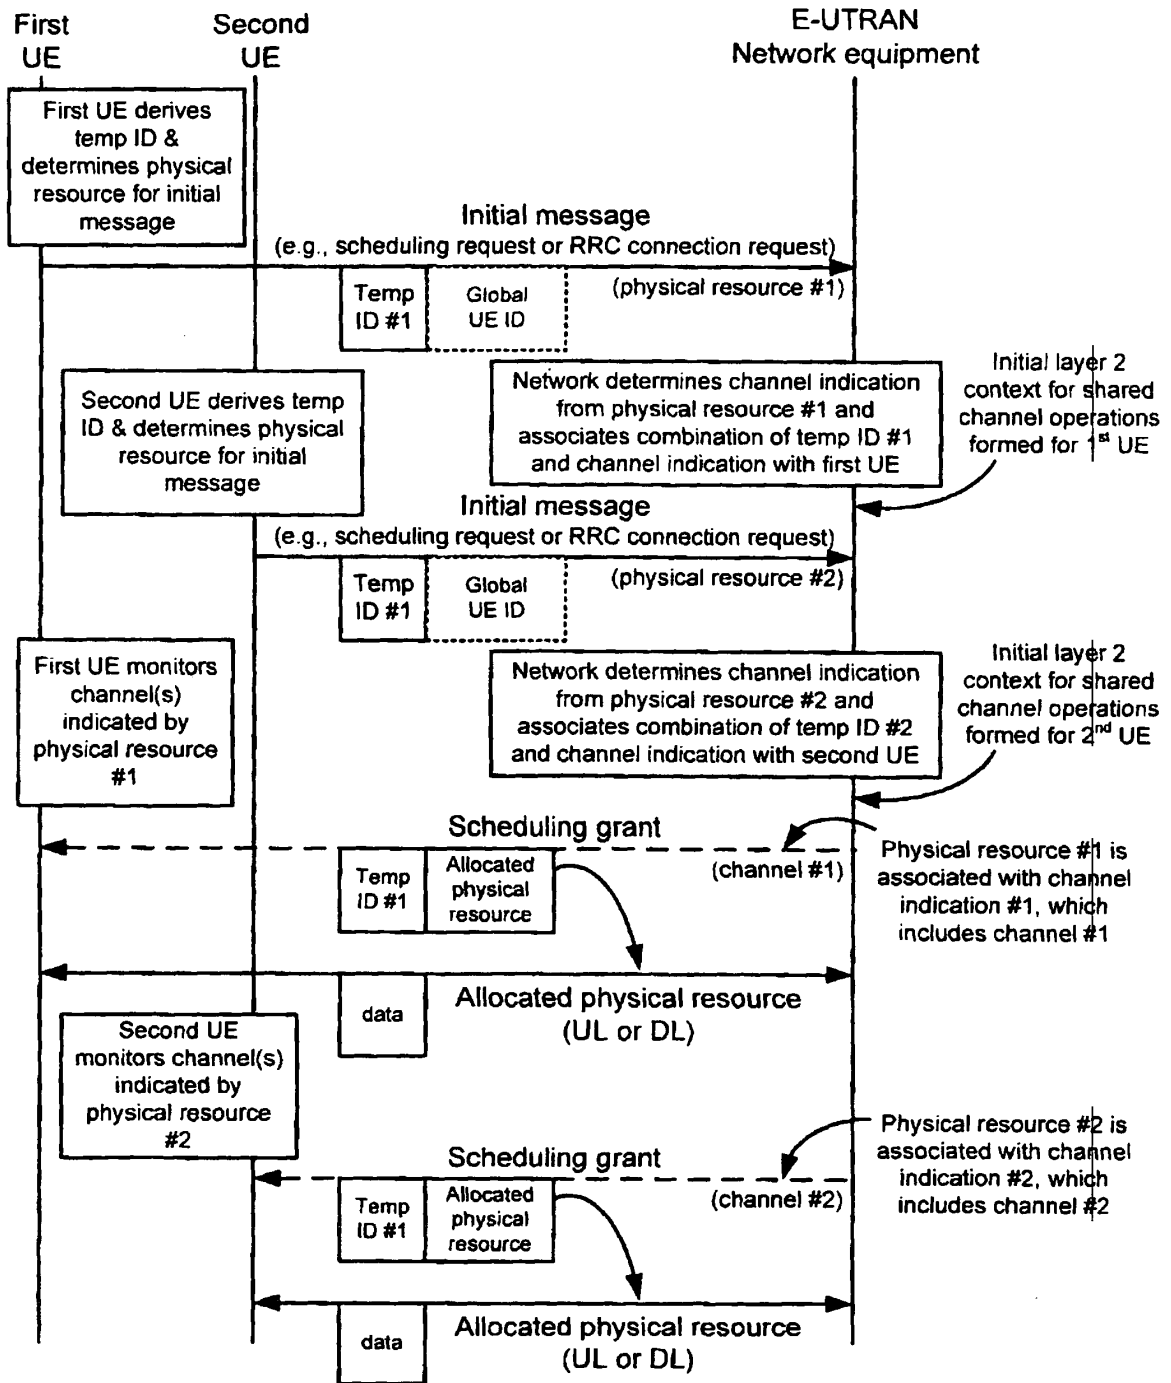 First
UE
Second
UE
E-UTRAN
Network equipment
First UE derives
temp ID &
determines physical
resource for initial
message
Initial message
(e.g., scheduling request or RRC connection request)
Temp
ID #1
Global
UE ID
(physical resource #1)
Second UE derives temp
ID & determines physical
resource for initial
message
Network determines channel indication
from physical resource #1 and
associates combination of temp ID #1
and channel indication with first UE
Initial layer 2
context for shared
channel operations
formed for 1st UE
Initial message
(e.g., scheduling request or RRC connection request)
Temp
ID #1
Global
UE ID
(physical resource #2)
First UE monitors
channel(s)
indicated by
physical resource
#1
Network determines channel indication
from physical resource #2 and
associates combination of temp ID #2
and channel indication with second UE
Initial layer 2
context for shared
channel operations
formed for 2nd UE
Scheduling grant
Temp
ID #1
Allocated
physical
resource
(channel #1)
Physical resource #1 is
associated with channel
indication #1, which
includes channel #1
data
Allocated physical resource
(UL or DL)
Second UE
monitors channel(s)
indicated by
physical resource
#2
Physical resource #2 is
associated with channel
indication #2, which
includes channel #2
Scheduling grant
Temp
ID #1
Allocated
physical
resource
(channel #2)
data
Allocated physical resource
(UL or DL)